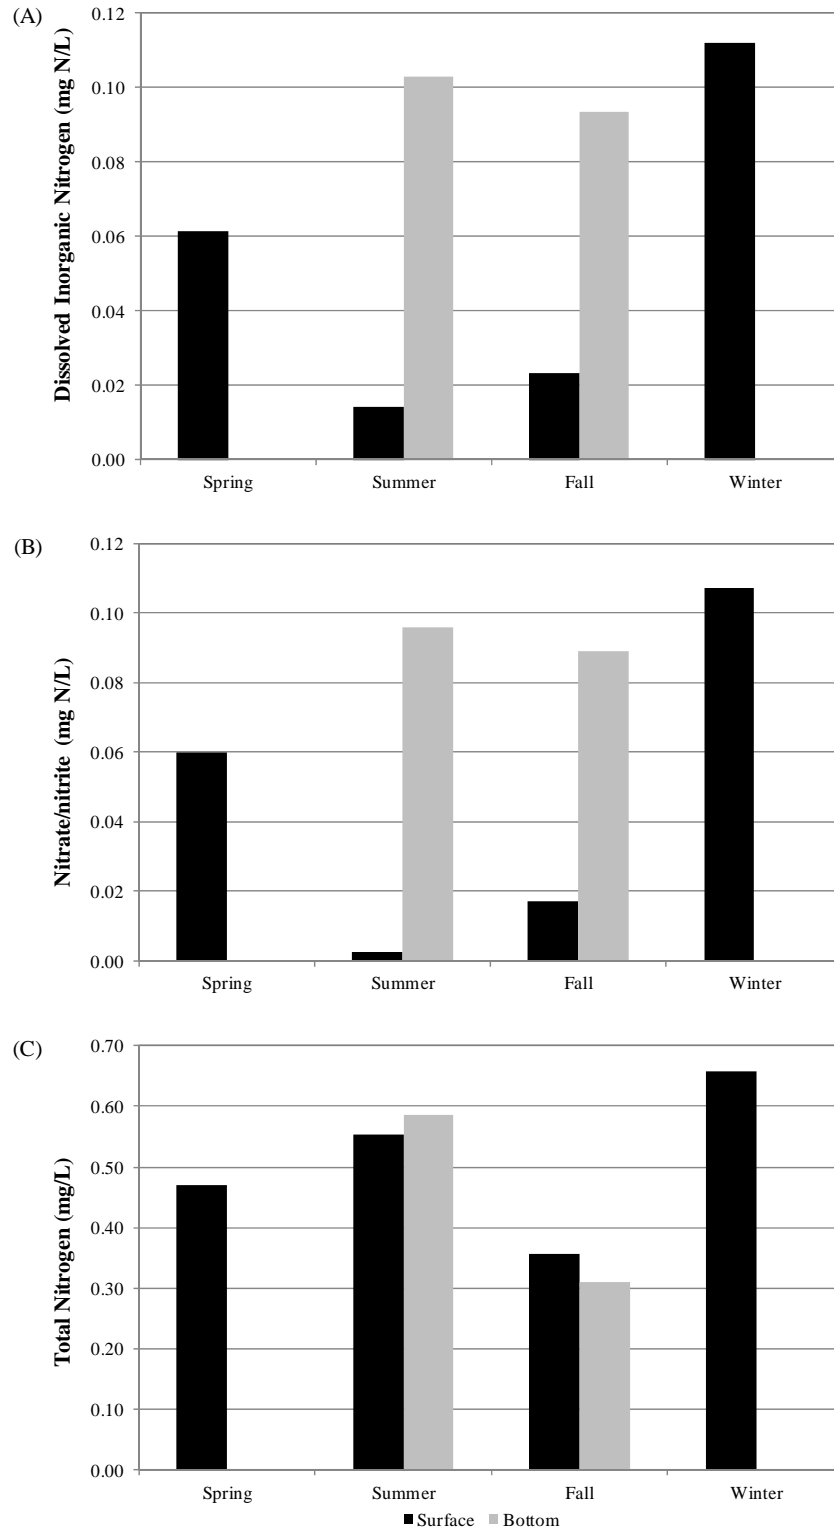 (A)
Dissolved Inorganic Nitrogen (mg N/L)
0.12
0.10
0.08
0.06
0.04
0.02
0.00
Spring Summer Fall Winter
(B)
Nitrate/nitrite (mg N/L)
0.12
0.10
0.08
0.06
0.04
0.02
0.00
Spring Summer Fall Winter
(C)
Total Nitrogen (mg/L)
0.70
0.60
0.50
0.40
0.30
0.20
0.10
0.00
Spring Summer Fall Winter
Surface Bottom